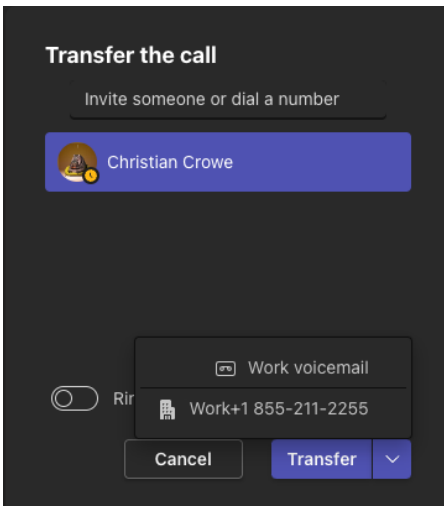 Transfer the call
Invite someone or dial a number
Christian Crowe
Work voicemail
Rin
Work+1 855-211-2255
Cancel
Transfer